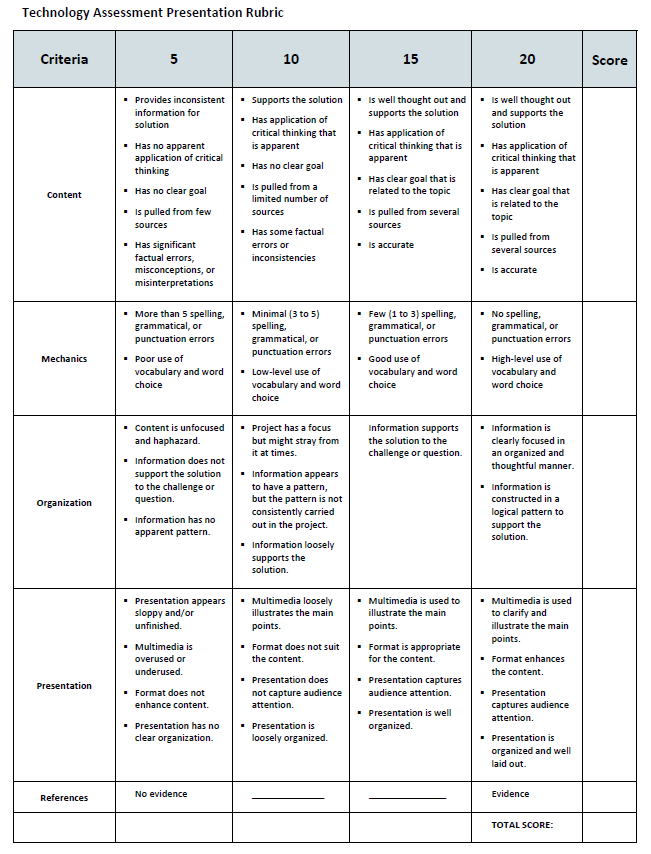 Technology Assessment Presentation Rubric
Criteria
5
10
15
20
Score
Content
▪ Provides inconsistent
information for
solution
▪ Has no apparent
application of critical
thinking
▪ Has no clear goal
▪ Is pulled from few
sources
▪ Has significant
factual errors,
misconceptions, or
misinterpretations
▪ Supports the solution
▪ Has application of
critical thinking that
is apparent
▪ Has no clear goal
▪ Is pulled from a
limited number of
sources
▪ Has some factual
errors or
inconsistencies
▪ Is well thought out and
supports the solution
▪ Has application of
critical thinking that is
apparent
▪ Has clear goal that is
related to the topic
▪ Is pulled from several
sources
▪ Is accurate
▪ Is well thought out
and supports the
solution
▪ Has application of
critical thinking that
is apparent
▪ Has clear goal that
is related to the
topic
▪ Is pulled from
several sources
▪ Is accurate
Mechanics
▪ More than 5 spelling,
grammatical, or
punctuation errors
▪ Poor use of
vocabulary and word
choice
▪ Minimal (3 to 5)
spelling,
grammatical, or
punctuation errors
▪ Low-level use of
vocabulary and word
choice
▪ Few (1 to 3) spelling,
grammatical, or
punctuation errors
▪ Good use of
vocabulary and word
choice
▪ No spelling,
grammatical, or
punctuation errors
▪ High-level use of
vocabulary and
word choice
Organization
▪ Content is unfocused
and haphazard.
▪ Information does not
support the solution
to the challenge or
question.
▪ Information has no
apparent pattern.
▪ Project has a focus
but might stray from
it at times.
▪ Information appears
to have a pattern,
but the pattern is not
consistently carried
out in the project.
▪ Information loosely
supports the
solution.
Information supports
the solution to the
challenge or question.
▪ Information is
clearly focused in
an organized and
thoughtful manner.
▪ Information is
constructed in a
logical pattern to
support the
solution.
Presentation
▪ Presentation appears
sloppy and/or
unfinished.
▪ Multimedia is
overused or
underused.
▪ Format does not
enhance content.
▪ Presentation has no
clear organization.
▪ Multimedia loosely
illustrates the main
points.
▪ Format does not suit
the content.
▪ Presentation does
not capture audience
attention.
▪ Presentation is
loosely organized.
▪ Multimedia is used to
illustrate the main
points.
▪ Format is appropriate
for the content.
▪ Presentation captures
audience attention.
▪ Presentation is well
organized.
▪ Multimedia is used
to clarify and
illustrate the main
points.
▪ Format enhances
the content.
▪ Presentation
captures audience
attention.
▪ Presentation is
organized and well
laid out.
References
No evidence
Evidence
TOTAL SCORE: